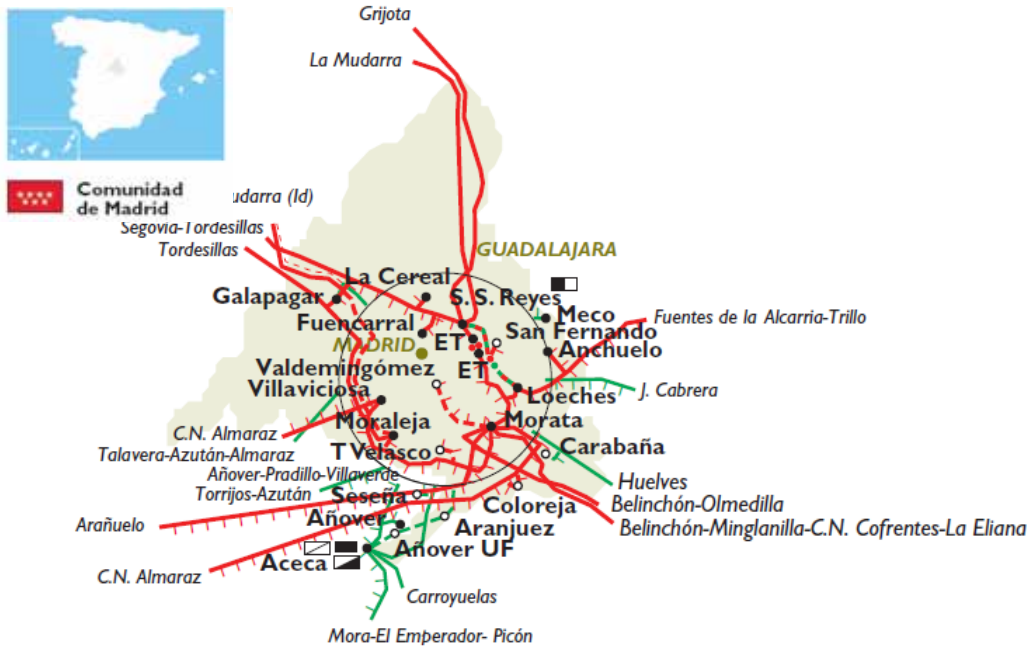 Grijota
La Mudarra
Comunidad
de Madrid
udarra (Id)
Segovia-Tordesillas
Tordesillas
GUADALAJARA
La Cereal
Galapagar
S. S. Reyes
Meco
Fuencarral
San Fernando
Fuentes de la Alcarria-Trillo
MADRID
ET
Anchuelo
Valdemingómez
ET
Villaviciosa
Loeches
J. Cabrera
Moraleja
Morata
C.N. Almaraz
T Velasco
Carabaña
Talavera-Azután-Almaraz
Añover-Pradillo-Villaverde
Huelves
Torrijos-Azután
Seseña
Coloreja
Belinchón-Olmedilla
Arañuelo
Añover
Aranjuez
Belinchón-Minglanilla-C.N. Cofrentes-La Eliana
Añover UF
Aceca
C.N. Almaraz
Carroyuelas
Mora-El Emperador- Picón